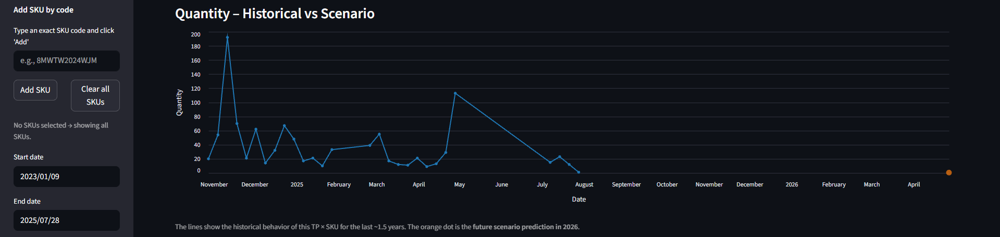 Add SKU by code
Type an exact SKU code and click
'Add'
e.g., 8MWTW2024WJM
Add SKU
Clear all
SKUs
No SKUs selected → showing all
SKUs.
Start date
2023/01/09
End date
2025/07/28
Quantity – Historical vs Scenario
200
180
160
140
120
100
80
60
40
20
0
Quantity
November December 2025 February March April May June July August September October November December 2026 February March April
Date
The lines show the historical behavior of this TP × SKU for the last ~1.5 years. The orange dot is the future scenario prediction in 2026.